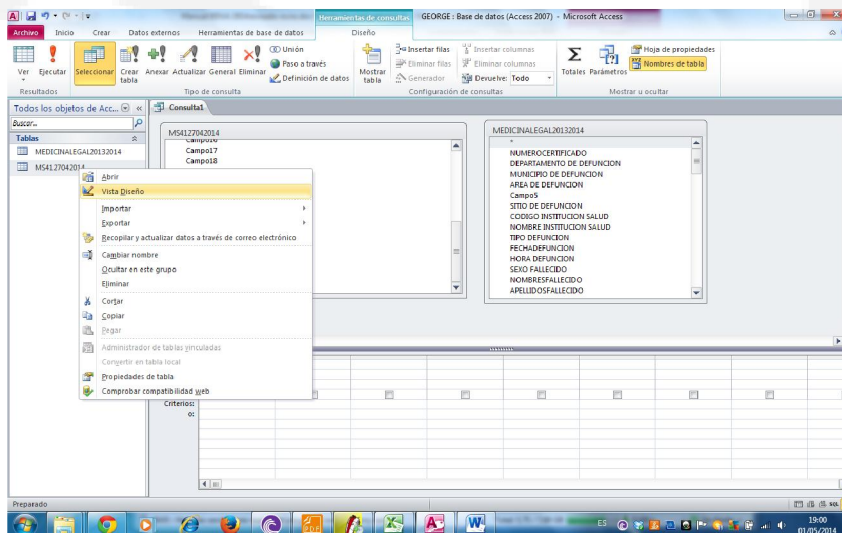 Herramientas de consultas
GEORGE : Base de datos (Access 2007) - Microsoft Access
Archivo Inicio Crear Datos externos Herramientas de base de datos Diseño
Ver Ejecutar Seleccionar Crear tabla Anexar Actualizar General Eliminar
Unión
Paso a través
Definición de datos
Mostrar tabla
Insertar filas
Eliminar filas
Generador
Insertar columnas
Eliminar columnas
Devuelve: Todo
Totales Parámetros
Hoja de propiedades
Nombres de tabla
Resultados Tipo de consulta Configuración de consultas Mostrar u ocultar
Todos los objetos de Acc... «
Buscar...
Tablas
MEDICINALEGAL20132014
MS4127042014
Consulta1
MS4127042014
Campo16
Campo17
Campo18
MEDICINALEGAL20132014
*
NUMEROCERTIFICADO
DEPARTAMENTO DE DEFUNCION
MUNICIPIO DE DEFUNCION
AREA DE DEFUNCION
Campo5
SITIO DE DEFUNCION
CODIGO INSTITUCION SALUD
NOMBRE INSTITUCION SALUD
TIPO DEFUNCION
FECHADEFUNCION
HORA DEFUNCION
SEXO FALLECIDO
NOMBRESFALLECIDO
APELLIDOSFALLECIDO
Abrir
Vista Diseño
Importar
Exportar
Recopilar y actualizar datos a través de correo electrónico
Cambiar nombre
Ocultar en este grupo
Eliminar
Cortar
Copiar
Pegar
Administrador de tablas vinculadas
Convertir en tabla local
Propiedades de tabla
Comprobar compatibilidad web
Criterios:
o:
Preparado
SQL
ES
19:00
01/05/2014